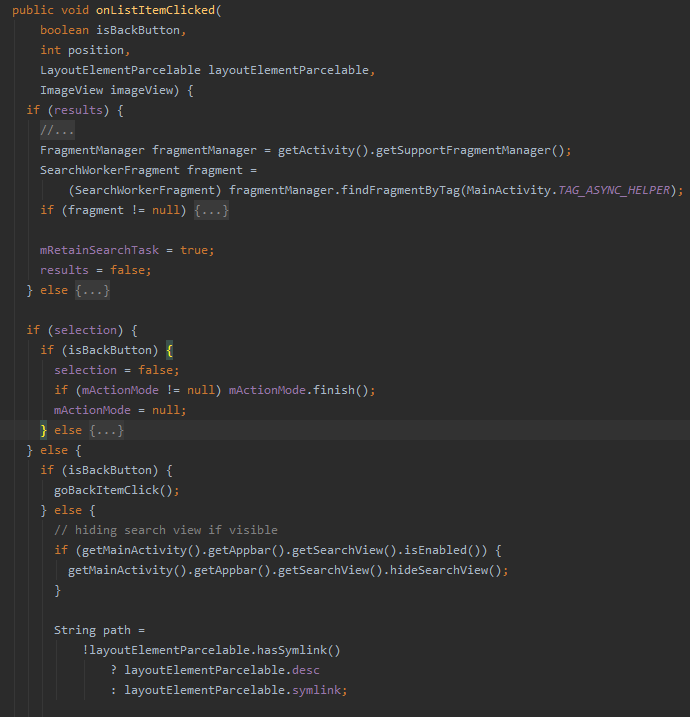 public void onListItemClicked(
    boolean isBackButton,
    int position,
    LayoutElementParcelable layoutElementParcelable,
    ImageView imageView) {
  if (results) {
    //...
    FragmentManager fragmentManager = getActivity().getSupportFragmentManager();
    SearchWorkerFragment fragment =
        (SearchWorkerFragment) fragmentManager.findFragmentByTag(MainActivity.TAG_ASYNC_HELPER);
    if (fragment != null) {...}

    mRetainSearchTask = true;
    results = false;
  } else {...}

  if (selection) {
    if (isBackButton) {
      selection = false;
      if (mActionMode != null) mActionMode.finish();
      mActionMode = null;
    } else {...}
  } else {
    if (isBackButton) {
      goBackItemClick();
    } else {
      // hiding search view if visible
      if (getMainActivity().getAppbar().getSearchView().isEnabled()) {
        getMainActivity().getAppbar().getSearchView().hideSearchView();
      }

      String path =
          !layoutElementParcelable.hasSymlink()
              ? layoutElementParcelable.desc
              : layoutElementParcelable.symlink;